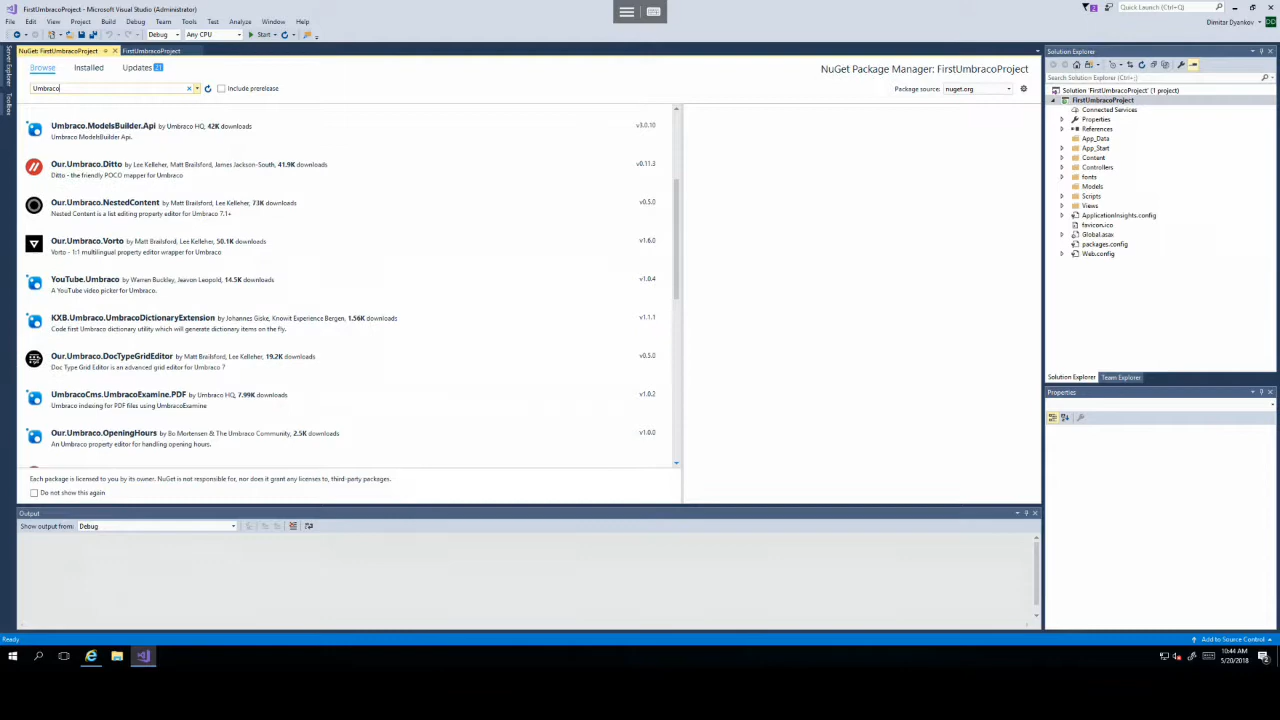 FirstUmbracoProject - Microsoft Visual Studio (Administrator)
2
Quick Launch (Ctrl+Q)
File Edit View Project Build Debug Team Tools Test Analyze Window Help
Dimitar Dyankov
DD
Debug Any CPU Start
Server Explorer
Toolbox
NuGet: FirstUmbracoProject
FirstUmbracoProject
Browse Installed Updates 21
NuGet Package Manager: FirstUmbracoProject
Umbraco
Include prerelease
Package source: nuget.org
Umbraco.ModelsBuilder.Api by Umbraco HQ, 42K downloads
v3.0.10
Umbraco ModelsBuilder Api.
Our.Umbraco.Ditto by Lee Kelleher, Matt Brailsford, James Jackson-South, 41.9K downloads
v0.11.3
Ditto - the friendly POCO mapper for Umbraco
Our.Umbraco.NestedContent by Matt Brailsford, Lee Kelleher, 73K downloads
v0.5.0
Nested Content is a list editing property editor for Umbraco 7.1+
Our.Umbraco.Vorto by Matt Brailsford, Lee Kelleher, 50.1K downloads
v1.6.0
Vorto - 1:1 multilingual property editor wrapper for Umbraco
YouTube.Umbraco by Warren Buckley, Jeavon Leopold, 14.5K downloads
v1.0.4
A YouTube video picker for Umbraco.
KXB.Umbraco.UmbracoDictionaryExtension by Johannes Giske, Knowit Experience Bergen, 1.56K downloads
v1.1.1
Code first Umbraco dictionary utility which will generate dictionary items on the fly.
Our.Umbraco.DocTypeGridEditor by Matt Brailsford, Lee Kelleher, 19.2K downloads
v0.5.0
Doc Type Grid Editor is an advanced grid editor for Umbraco 7
UmbracoCms.UmbracoExamine.PDF by Umbraco HQ, 7.99K downloads
v1.0.2
Umbraco indexing for PDF files using UmbracoExamine
Our.Umbraco.OpeningHours by Bo Mortensen & The Umbraco Community, 2.5K downloads
v1.0.0
An Umbraco property editor for handling opening hours.
Each package is licensed to you by its owner. NuGet is not responsible for, nor does it grant any licenses to, third-party packages.
Do not show this again
Output
Show output from: Debug
Solution Explorer
Search Solution Explorer (Ctrl+;)
Solution 'FirstUmbracoProject' (1 project)
FirstUmbracoProject
Connected Services
Properties
References
App_Data
App_Start
Content
Controllers
fonts
Models
Scripts
Views
ApplicationInsights.config
favicon.ico
Global.asax
packages.config
Web.config
Solution Explorer Team Explorer
Properties
Ready
Add to Source Control
10:44 AM
5/20/2018
2